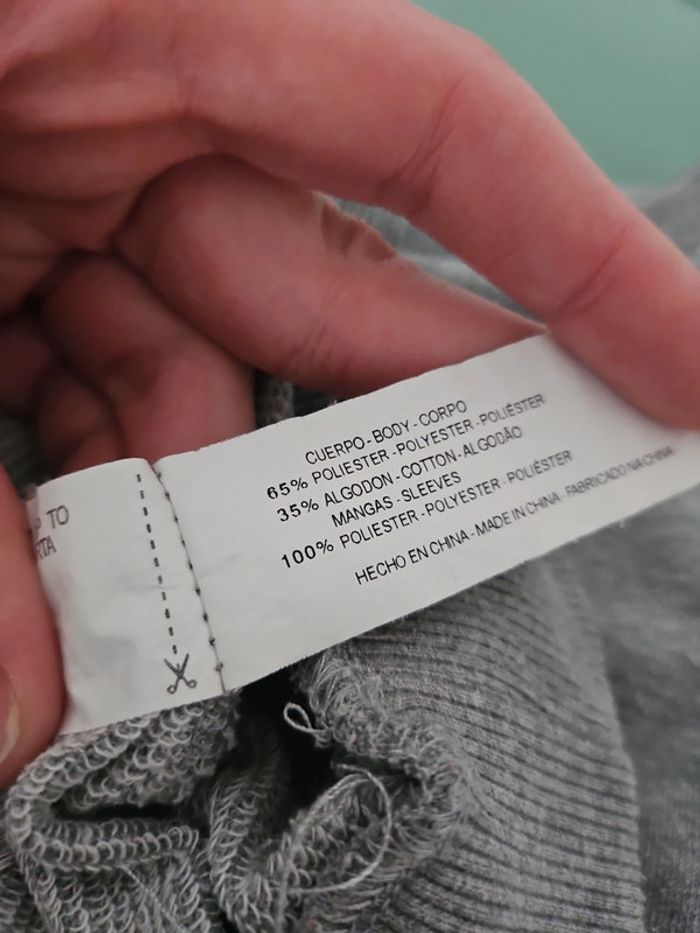 TO
CUERPO-BODY-CORPO
65% POLIESTER-POLYESTER-POLIÉSTER
35% ALGODON-COTTON-ALGODÃO
MANGAS-SLEEVES
100% POLIESTER-POLYESTER-POLIÉSTER
HECHO EN CHINA-MADE IN CHINA-FABRICADO NA CHINA